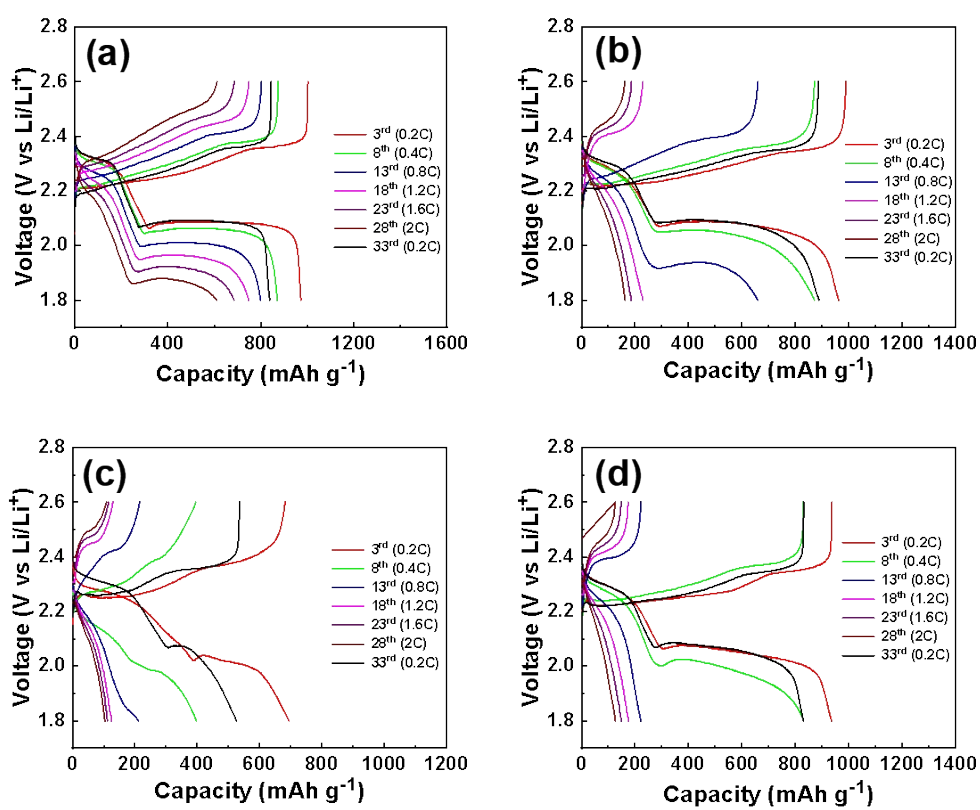 (a)
2.8
2.6
2.4
2.2
2.0
1.8
Voltage (V vs Li/Li⁺)
3ʳᵈ (0.2C)
8ᵗʰ (0.4C)
13ʳᵈ (0.8C)
18ᵗʰ (1.2C)
23ʳᵈ (1.6C)
28ᵗʰ (2C)
33ʳᵈ (0.2C)
0 400 800 1200 1600
Capacity (mAh g⁻¹)
(b)
2.8
2.6
2.4
2.2
2.0
1.8
Voltage (V vs Li/Li⁺)
3ʳᵈ (0.2C)
8ᵗʰ (0.4C)
13ʳᵈ (0.8C)
18ᵗʰ (1.2C)
23ʳᵈ (1.6C)
28ᵗʰ (2C)
33ʳᵈ (0.2C)
0 200 400 600 800 1000 1200 1400
Capacity (mAh g⁻¹)
(c)
2.8
2.6
2.4
2.2
2.0
1.8
Voltage (V vs Li/Li⁺)
3ʳᵈ (0.2C)
8ᵗʰ (0.4C)
13ʳᵈ (0.8C)
18ᵗʰ (1.2C)
23ʳᵈ (1.6C)
28ᵗʰ (2C)
33ʳᵈ (0.2C)
0 200 400 600 800 1000 1200
Capacity (mAh g⁻¹)
(d)
2.8
2.6
2.4
2.2
2.0
1.8
Voltage (V vs Li/Li⁺)
3ʳᵈ (0.2C)
8ᵗʰ (0.4C)
13ʳᵈ (0.8C)
18ᵗʰ (1.2C)
23ʳᵈ (1.6C)
28ᵗʰ (2C)
33ʳᵈ (0.2C)
0 200 400 600 800 1000 1200 1400
Capacity (mAh g⁻¹)